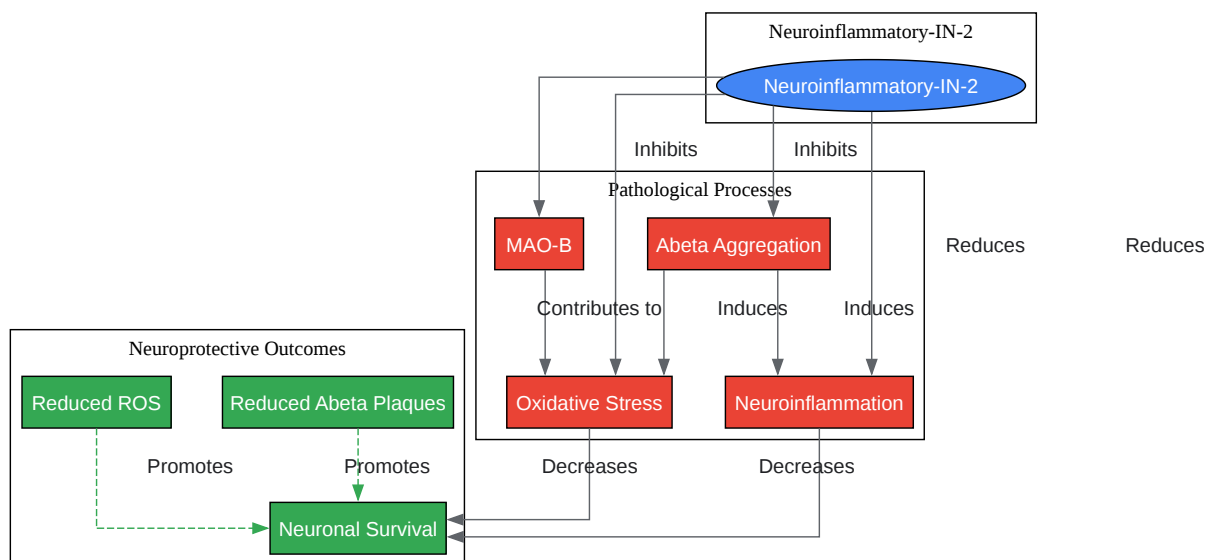 Neuroinflammatory-IN-2
Neuroinflammatory-IN-2
Inhibits
Inhibits
Pathological Processes
MAO-B
Abeta Aggregation
Reduces
Reduces
Contributes to
Induces
Induces
Neuroprotective Outcomes
Reduced ROS
Reduced Abeta Plaques
Oxidative Stress
Neuroinflammation
Promotes
Promotes
Decreases
Decreases
Neuronal Survival